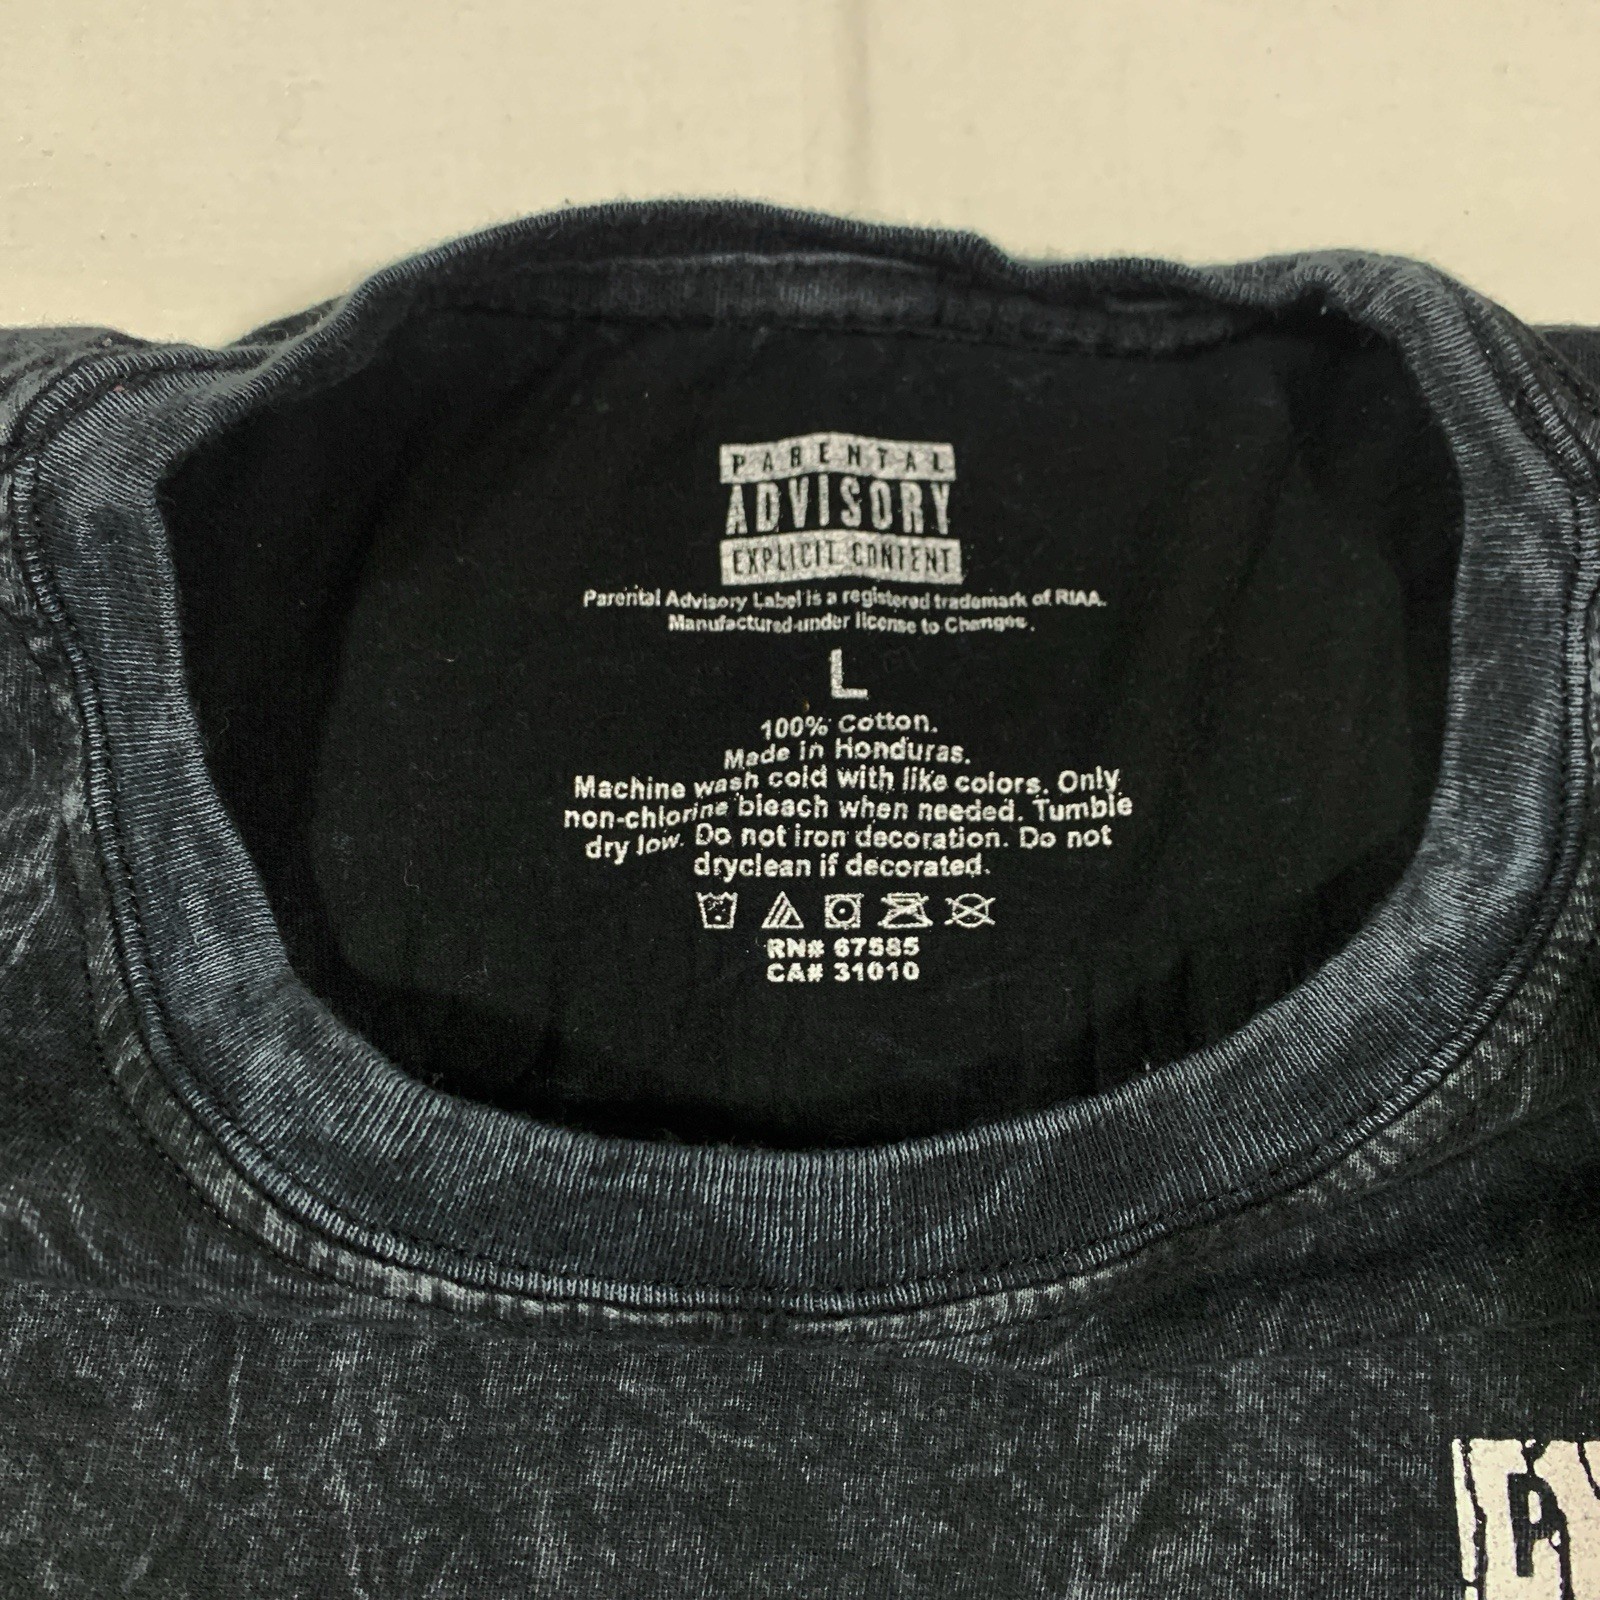 PARENTAL
ADVISORY
EXPLICIT CONTENT
Parental Advisory Label is a registered trademark of RIAA.
Manufactured under license to Changes.
L
100% Cotton.
Made in Honduras.
Machine wash cold with like colors. Only
non-chlorine bleach when needed. Tumble
dry low. Do not iron decoration. Do not
dryclean if decorated.
RN# 67585
CA# 31010
P